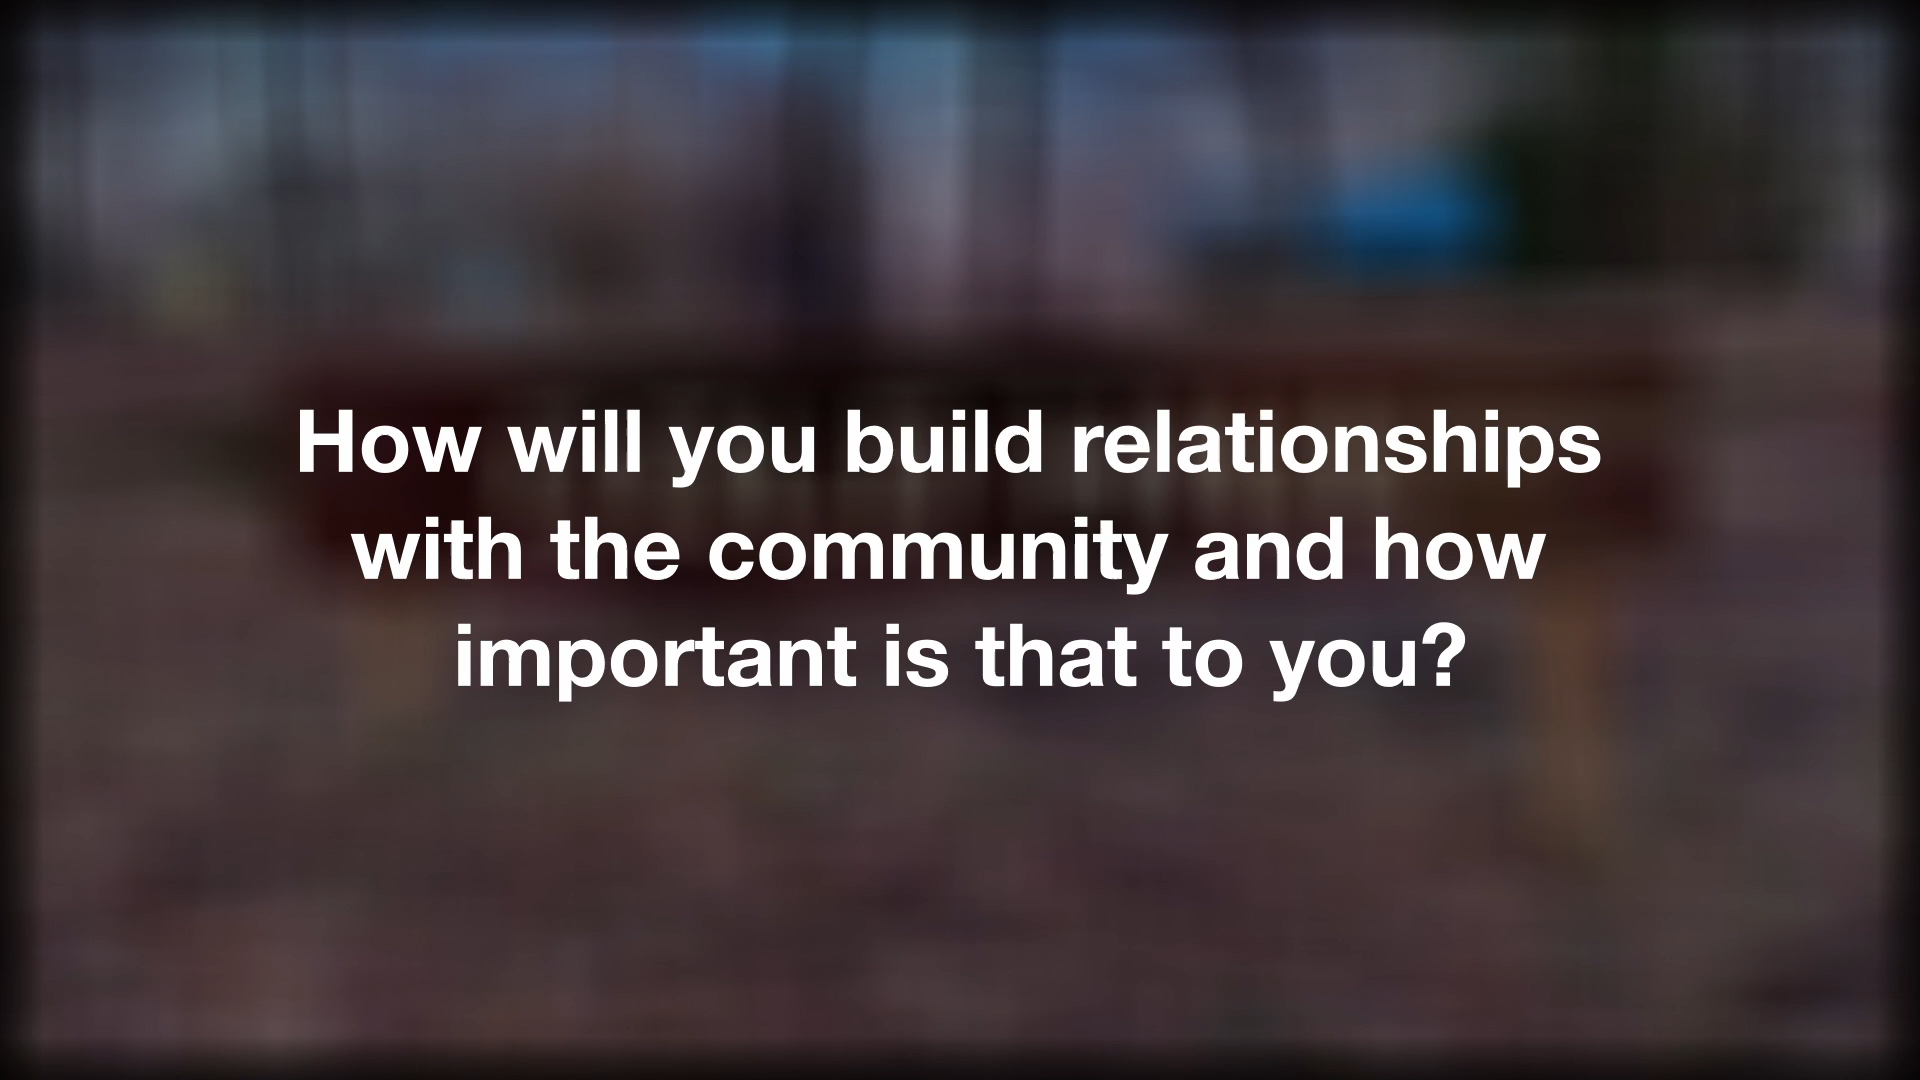 How will you build relationships
with the community and how
important is that to you?